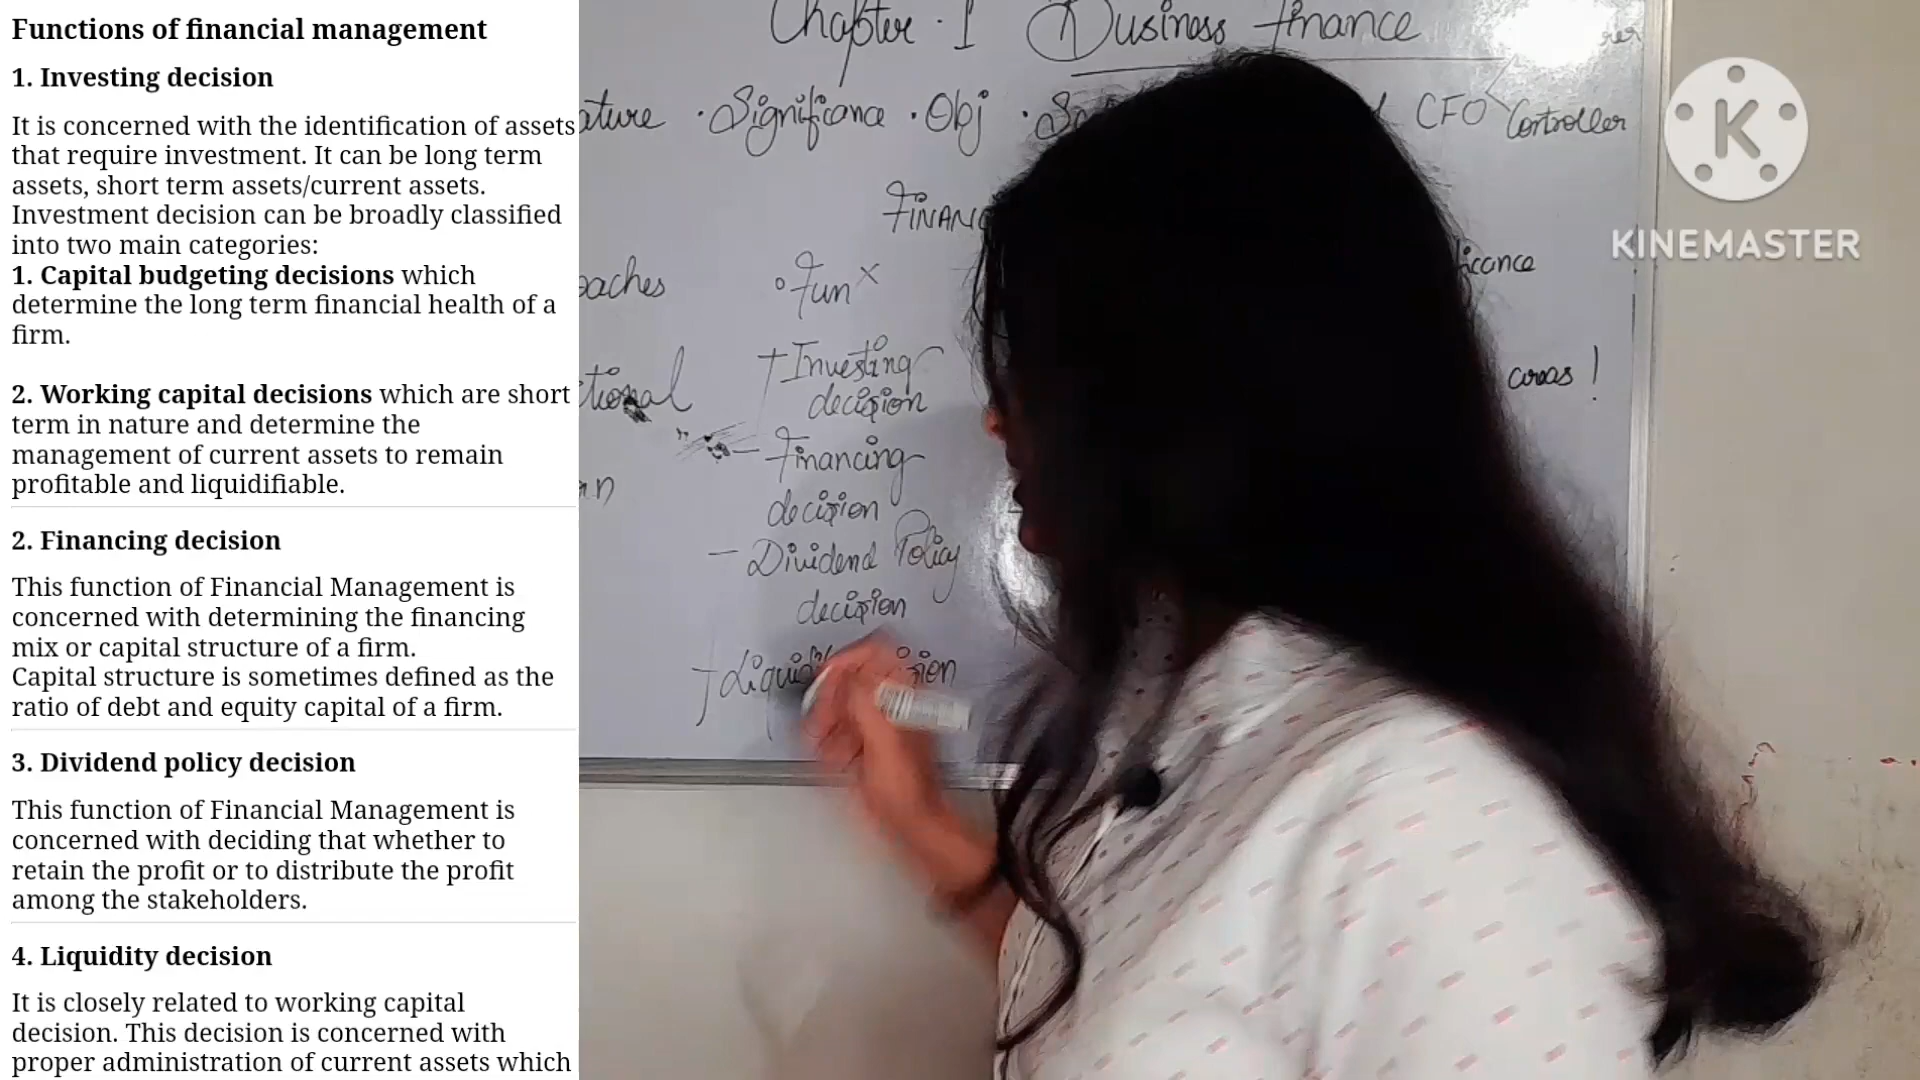 Functions of financial management
1. Investing decision
It is concerned with the identification of assets
that require investment. It can be long term
assets, short term assets/current assets.
Investment decision can be broadly classified
into two main categories:
1. Capital budgeting decisions which
determine the long term financial health of a
firm.
2. Working capital decisions which are short
term in nature and determine the
management of current assets to remain
profitable and liquidifiable.
2. Financing decision
This function of Financial Management is
concerned with determining the financing
mix or capital structure of a firm.
Capital structure is sometimes defined as the
ratio of debt and equity capital of a firm.
3. Dividend policy decision
This function of Financial Management is
concerned with deciding that whether to
retain the profit or to distribute the profit
among the stakeholders.
4. Liquidity decision
It is closely related to working capital
decision. This decision is concerned with
proper administration of current assets which
Chapter . 1 Business finance
ature . Significance . Obj .
CFO Controller
FINANC
oaches
Fun
icance
tional
Investing
decision
areas !
Financing
decision
Dividend Policy
decision
KINEMASTER